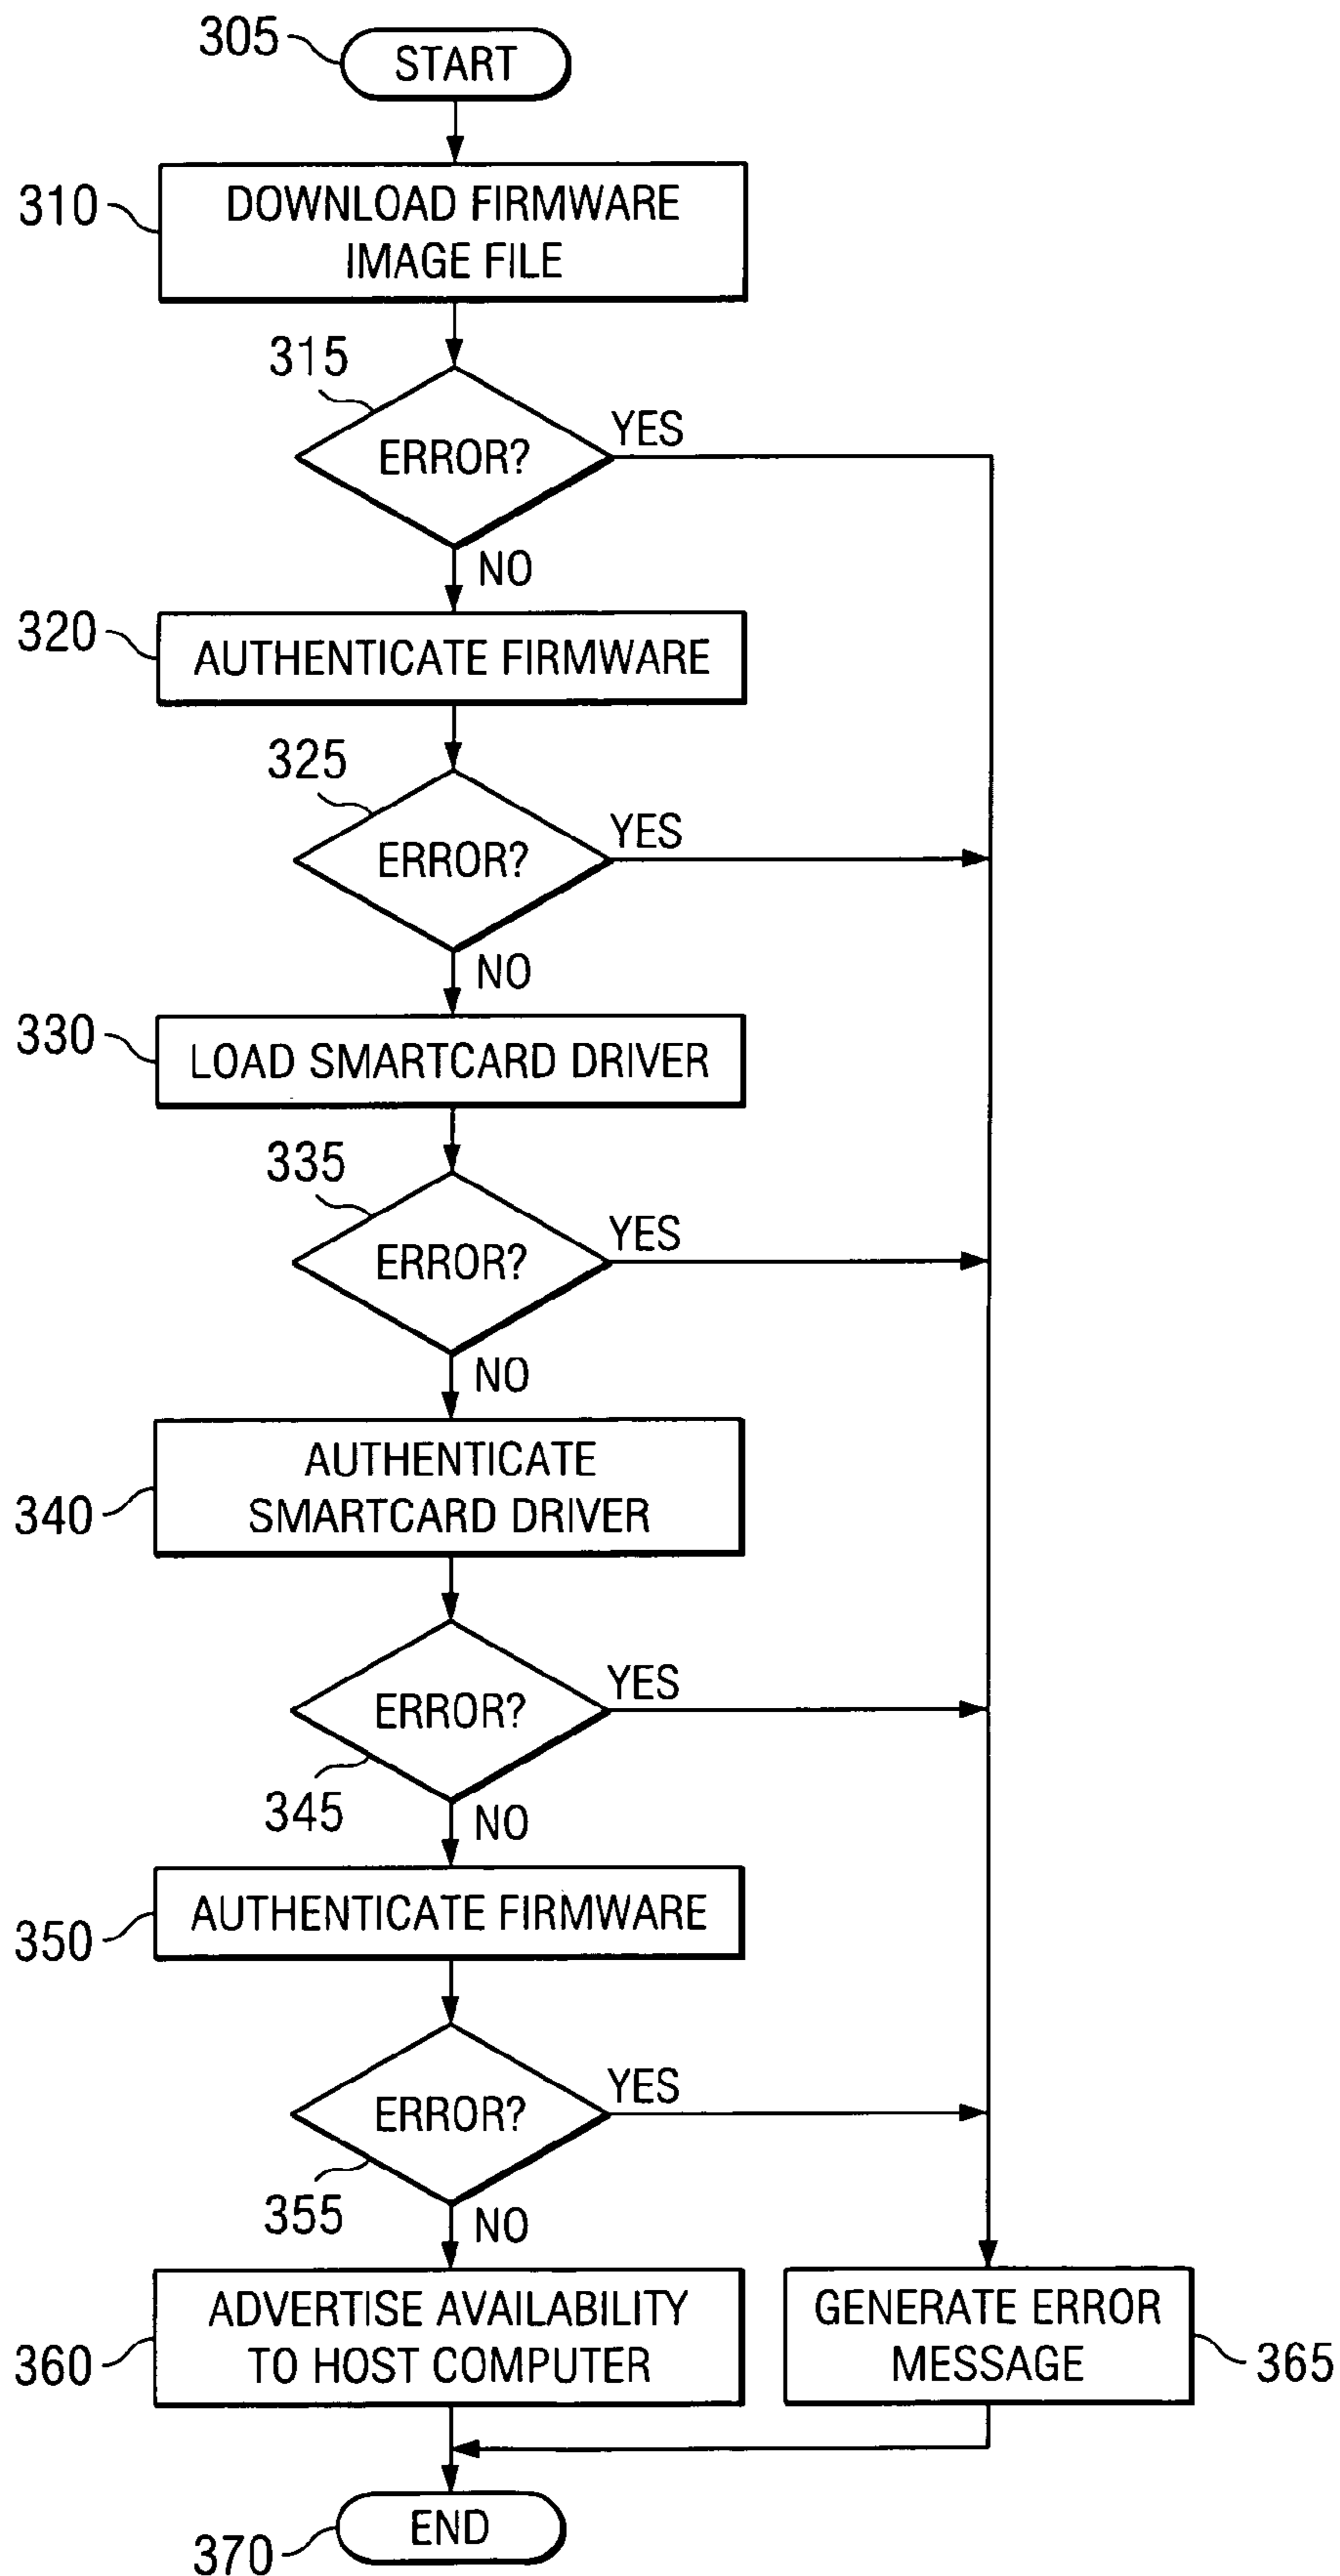 305
START
310
DOWNLOAD FIRMWARE
IMAGE FILE
315
ERROR?
YES
NO
320
AUTHENTICATE FIRMWARE
325
ERROR?
YES
NO
330
LOAD SMARTCARD DRIVER
335
ERROR?
YES
NO
340
AUTHENTICATE
SMARTCARD DRIVER
ERROR?
YES
345
NO
350
AUTHENTICATE FIRMWARE
ERROR?
YES
355
NO
360
ADVERTISE AVAILABILITY
TO HOST COMPUTER
GENERATE ERROR
MESSAGE
365
END
370